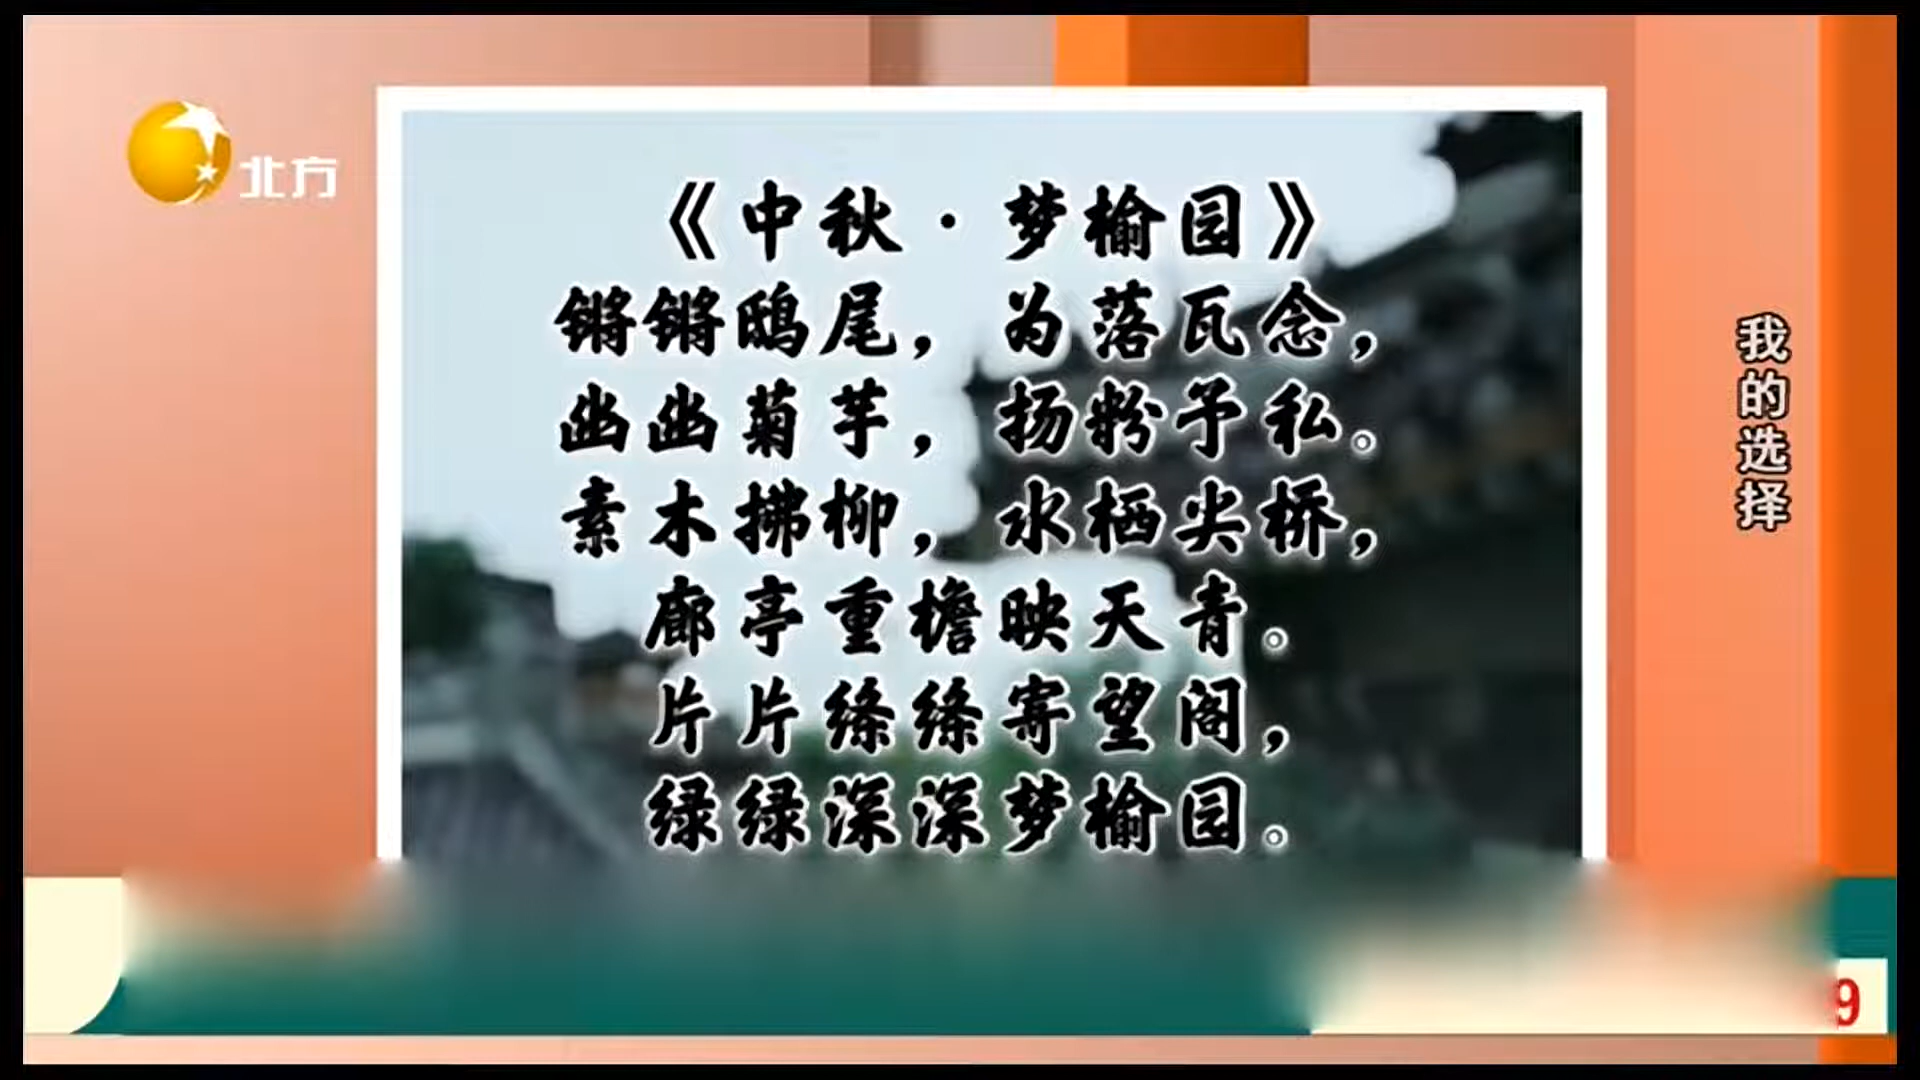 北方
《中秋·梦榆园》
锵锵鸱尾，为落瓦念，
幽幽菊芋，扬粉予私。
素木拂柳，水栖尖桥，
廊亭重檐映天青。
片片绛绛寄望阁，
绿绿深深梦榆园。
我的选择
9